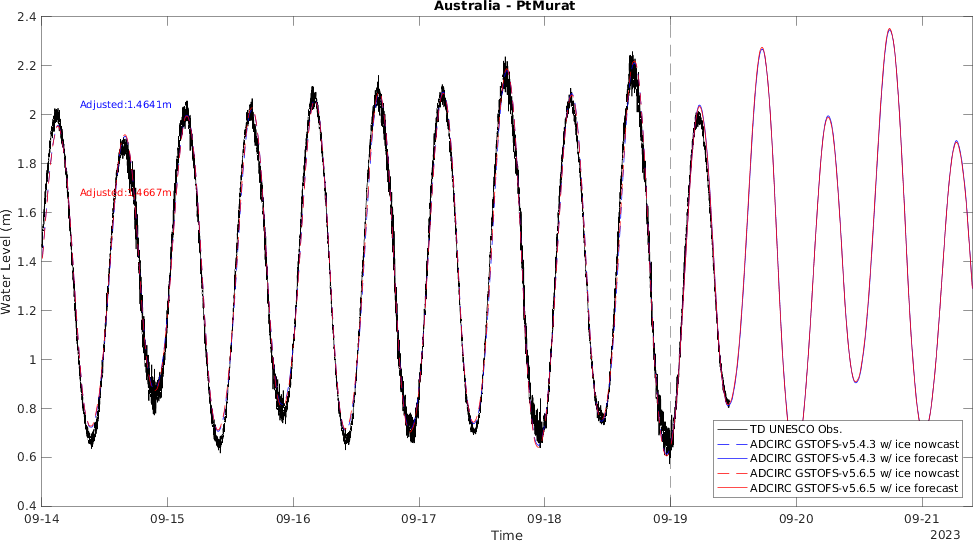 Australia - PtMurat
2.4
2.2
2
1.8
1.6
1.4
1.2
1
0.8
0.6
0.4
Water Level (m)
Adjusted:1.4641m
Adjusted:1.4667m
TD UNESCO Obs.
ADCIRC GSTOFS-v5.4.3 w/ ice nowcast
ADCIRC GSTOFS-v5.4.3 w/ ice forecast
ADCIRC GSTOFS-v5.6.5 w/ ice nowcast
ADCIRC GSTOFS-v5.6.5 w/ ice forecast
09-14 09-15 09-16 09-17 09-18 09-19 09-20 09-21
Time
2023